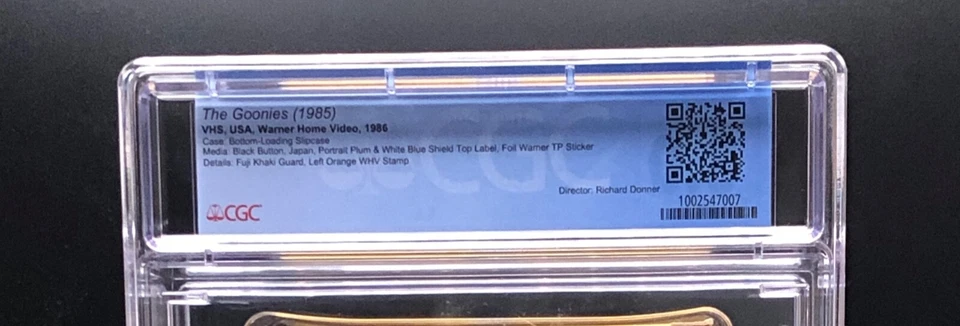 The Goonies (1985)
VHS, USA, Warner Home Video, 1986
Case: Bottom-Loading Slipcase
Media: Black Button, Japan, Portrait Plum & White Blue Shield Top Label, Foil Warner TP Sticker
Details: Fuji Khaki Guard, Left Orange WHV Stamp
Director: Richard Donner
CGC
CGC
1002547007